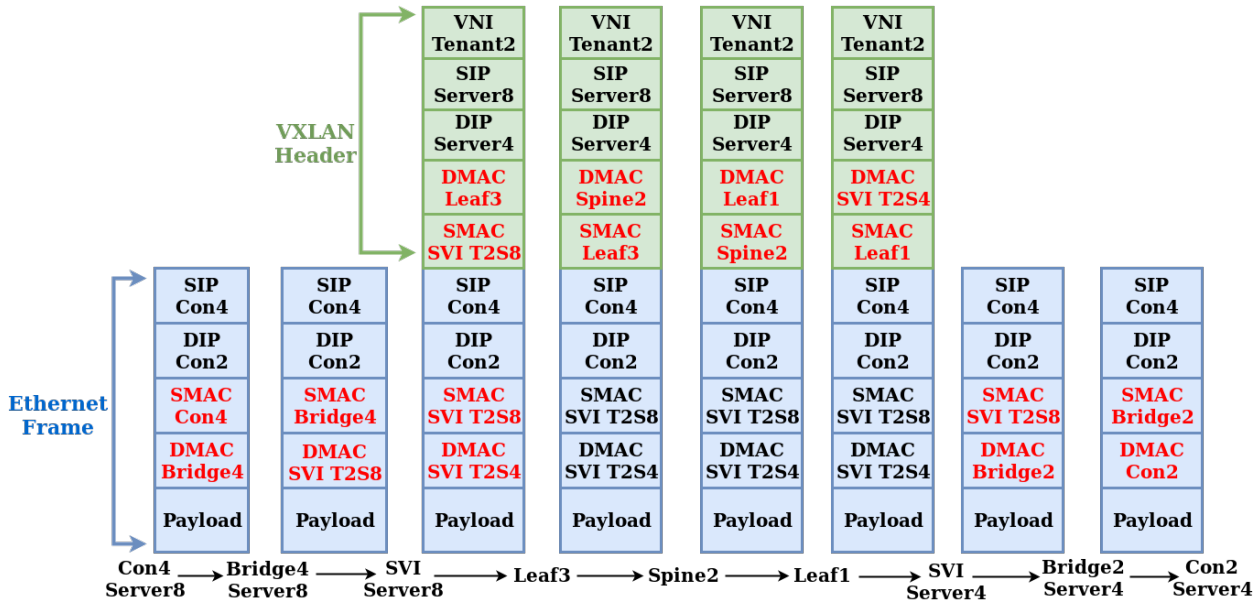 VNI
Tenant2
VNI
Tenant2
VNI
Tenant2
VNI
Tenant2
SIP
Server8
SIP
Server8
SIP
Server8
SIP
Server8
VXLAN
Header
DIP
Server4
DIP
Server4
DIP
Server4
DIP
Server4
DMAC
Leaf3
DMAC
Spine2
DMAC
Leaf1
DMAC
SVI T2S4
SMAC
SVI T2S8
SMAC
Leaf3
SMAC
Spine2
SMAC
Leaf1
SIP
Con4
SIP
Con4
SIP
Con4
SIP
Con4
SIP
Con4
SIP
Con4
SIP
Con4
SIP
Con4
DIP
Con2
DIP
Con2
DIP
Con2
DIP
Con2
DIP
Con2
DIP
Con2
DIP
Con2
DIP
Con2
Ethernet
Frame
SMAC
Con4
SMAC
Bridge4
SMAC
SVI T2S8
SMAC
SVI T2S8
SMAC
SVI T2S8
SMAC
SVI T2S8
SMAC
SVI T2S8
SMAC
Bridge2
DMAC
Bridge4
DMAC
SVI T2S8
DMAC
SVI T2S4
DMAC
SVI T2S4
DMAC
SVI T2S4
DMAC
SVI T2S4
DMAC
Bridge2
DMAC
Con2
Payload
Payload
Payload
Payload
Payload
Payload
Payload
Payload
Con4
Server8
Bridge4
Server8
SVI
Server8
Leaf3
Spine2
Leaf1
SVI
Server4
Bridge2
Server4
Con2
Server4